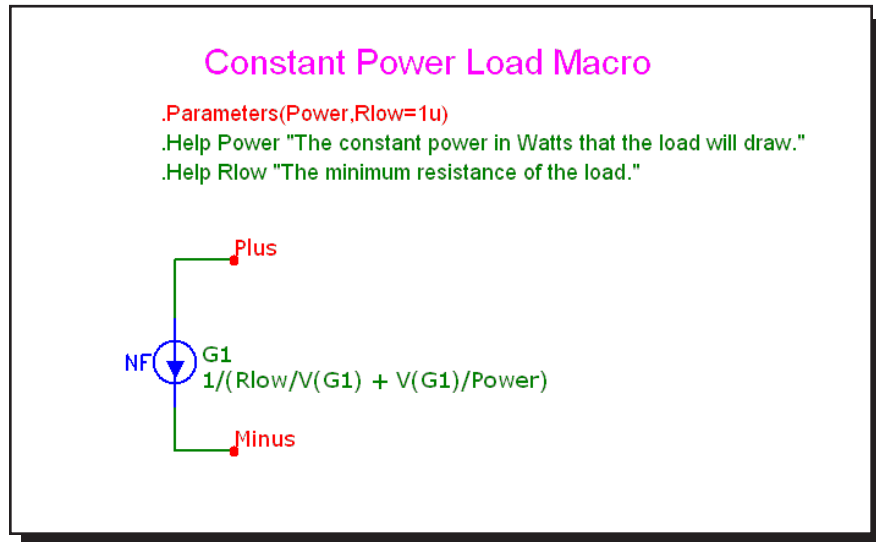 Constant Power Load Macro
.Parameters(Power,Rlow=1u)
.Help Power "The constant power in Watts that the load will draw."
.Help Rlow "The minimum resistance of the load."
Plus
NF
G1
1/(Rlow/V(G1) + V(G1)/Power)
Minus